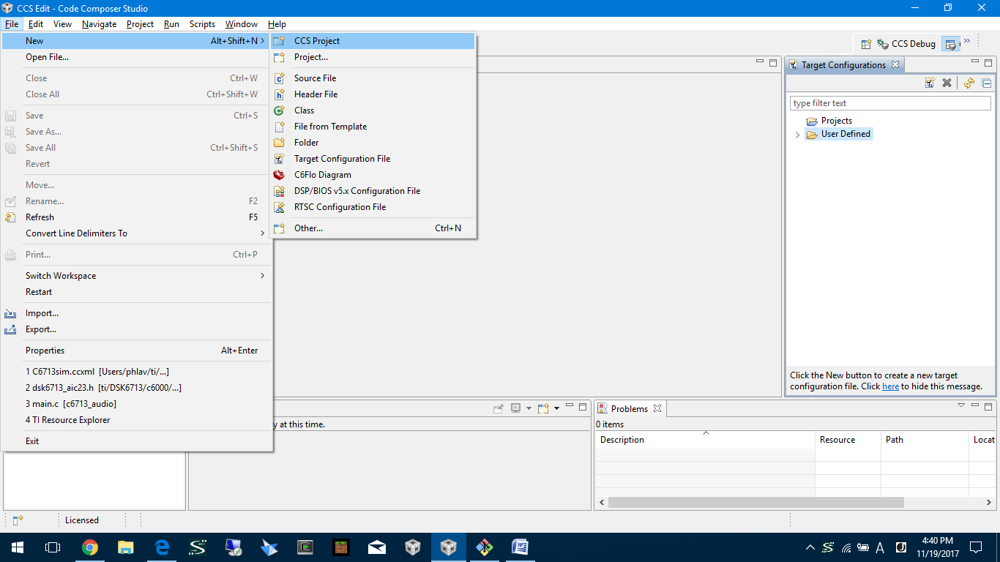 CCS Edit - Code Composer Studio
File Edit View Navigate Project Run Scripts Window Help
New Alt+Shift+N
Open File...
Close Ctrl+W
Close All Ctrl+Shift+W
Save Ctrl+S
Save As...
Save All Ctrl+Shift+S
Revert
Move...
Rename... F2
Refresh F5
Convert Line Delimiters To
Print... Ctrl+P
Switch Workspace
Restart
Import...
Export...
Properties Alt+Enter
1 C6713sim.ccxml [Users/phlav/ti/...]
2 dsk6713_aic23.h [ti/DSK6713/c6000/...]
3 main.c [c6713_audio]
4 TI Resource Explorer
Exit
CCS Project
Project...
Source File
Header File
Class
File from Template
Folder
Target Configuration File
C6Flo Diagram
DSP/BIOS v5.x Configuration File
RTSC Configuration File
Other... Ctrl+N
CCS Debug
Target Configurations
type filter text
Projects
User Defined
Click the New button to create a new target
configuration file. Click here to hide this message.
y at this time.
Problems
0 items
Description Resource Path Locat
Licensed
4:40 PM
11/19/2017